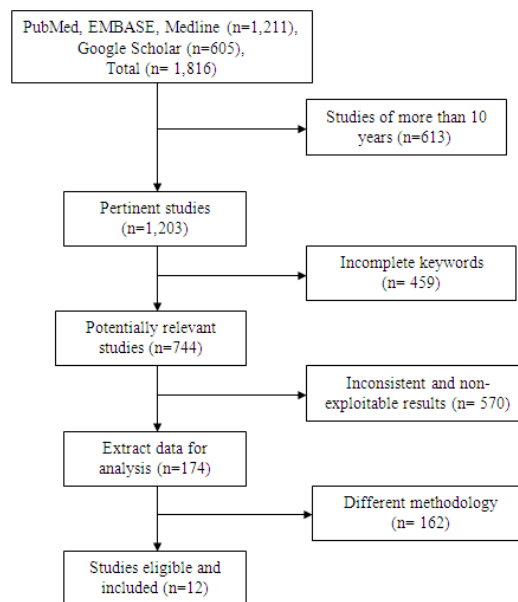 PubMed, EMBASE, Medline (n=1,211),
Google Scholar (n=605),
Total (n= 1,816)
Studies of more than 10
years (n=613)
Pertinent studies
(n=1,203)
Incomplete keywords
(n= 459)
Potentially relevant
studies (n=744)
Inconsistent and non-
exploitable results (n= 570)
Extract data for
analysis (n=174)
Different methodology
(n= 162)
Studies eligible and
included (n=12)